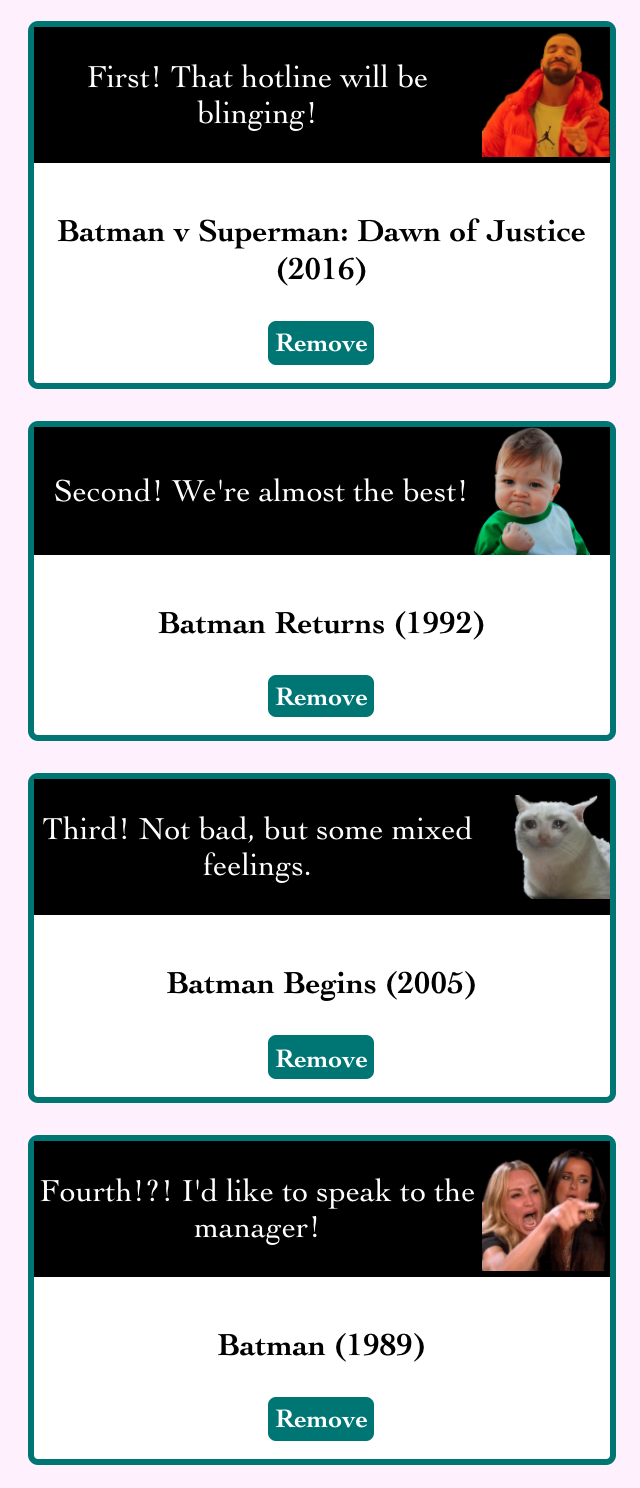 First! That hotline will be
blinging!
Batman v Superman: Dawn of Justice
(2016)
Remove
Second! We're almost the best!
Batman Returns (1992)
Remove
Third! Not bad, but some mixed
feelings.
Batman Begins (2005)
Remove
Fourth!?! I'd like to speak to the
manager!
Batman (1989)
Remove